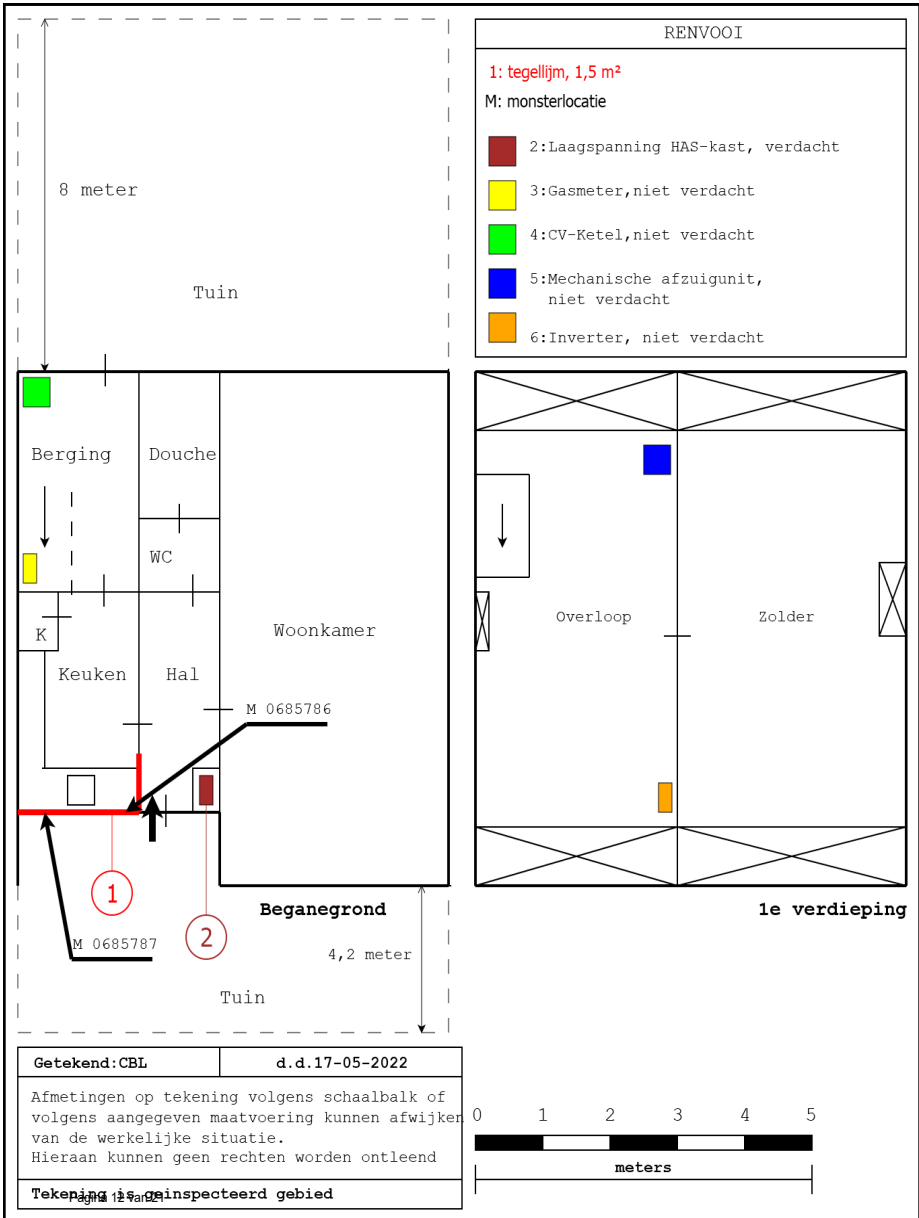 RENVOOI
1: tegellijm, 1,5 m²
M: monsterlocatie
2:Laagspanning HAS-kast, verdacht
3:Gasmeter,niet verdacht
4:CV-Ketel,niet verdacht
5:Mechanische afzuigunit,
niet verdacht
6:Inverter, niet verdacht
8 meter
Tuin
Berging
Douche
WC
K
Keuken
Hal
Woonkamer
M 0685786
Overloop
Zolder
1
2
Beganegrond
1e verdieping
M 0685787
4,2 meter
Tuin
Getekend:CBL
d.d.17-05-2022
Afmetingen op tekening volgens schaalbalk of
volgens aangegeven maatvoering kunnen afwijken
van de werkelijke situatie.
Hieraan kunnen geen rechten worden ontleend
Tekening is geinspecteerd gebied
Pagina 12 van 21
0 1 2 3 4 5
meters